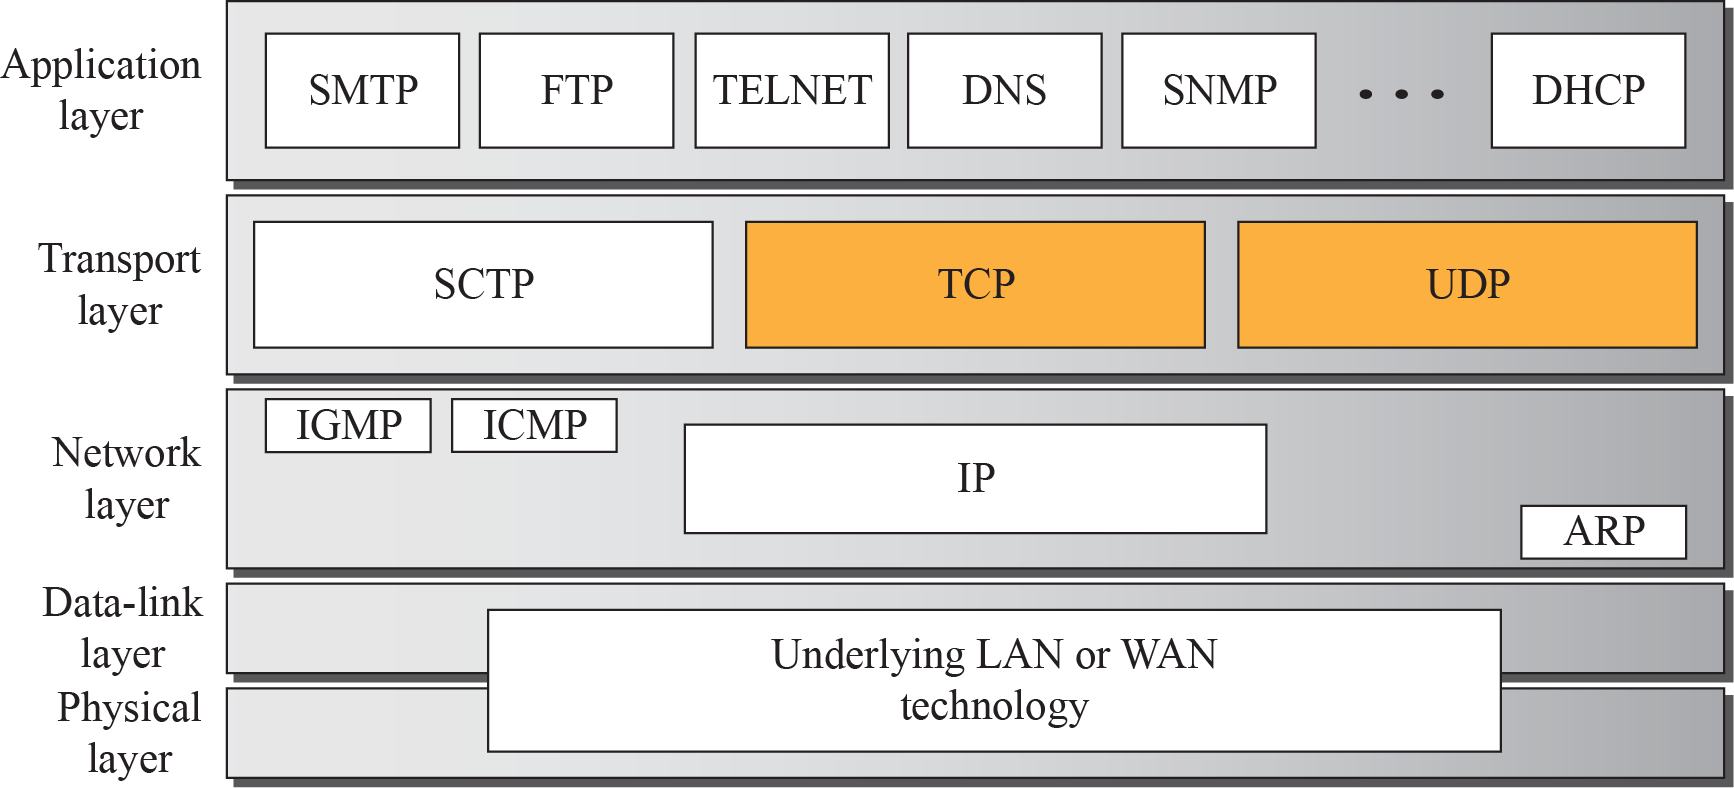 Application
layer
SMTP
FTP
TELNET
DNS
SNMP
. . .
DHCP
Transport
layer
SCTP
TCP
UDP
Network
layer
IGMP
ICMP
IP
ARP
Data-link
layer
Underlying LAN or WAN
technology
Physical
layer